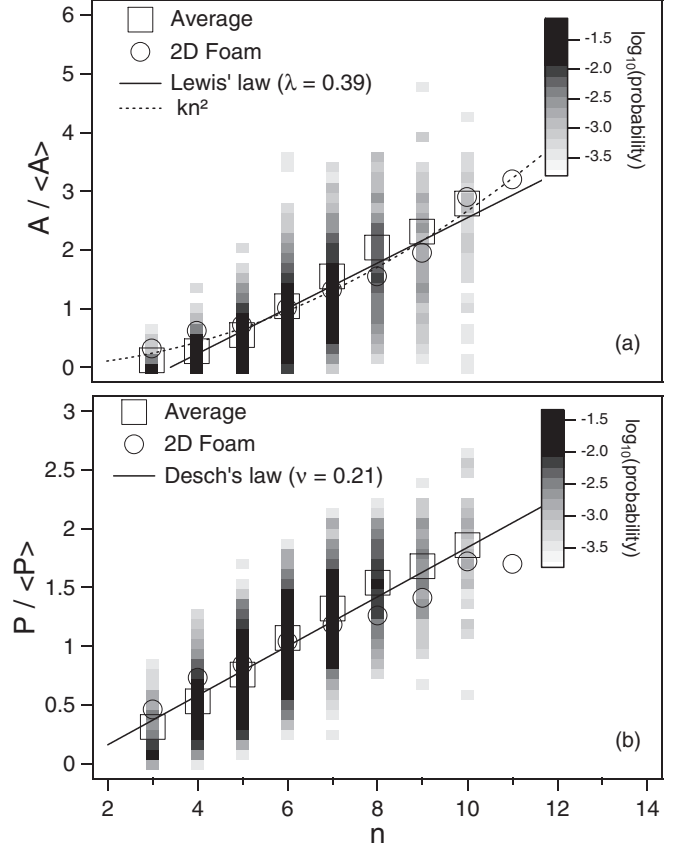 6
5
4
3
2
1
0
A / <A>
Average
2D Foam
Lewis' law (λ = 0.39)
kn²
-1.5
-2.0
-2.5
-3.0
-3.5
log₁₀(probability)
(a)
3
2.5
2
1.5
1
0.5
0
P / <P>
Average
2D Foam
Desch's law (ν = 0.21)
-1.5
-2.0
-2.5
-3.0
-3.5
log₁₀(probability)
(b)
2 4 6 8 10 12 14
n